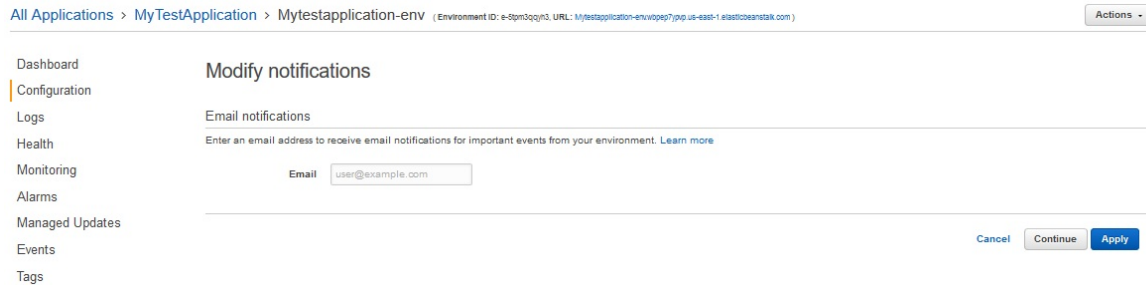 All Applications > MyTestApplication > Mytestapplication-env ( Environment ID: e-5tpm3qqyh3, URL: Mytestapplication-env.wbpep7ypvp.us-east-1.elasticbeanstalk.com )
Actions
Dashboard
Configuration
Logs
Health
Monitoring
Alarms
Managed Updates
Events
Tags
Modify notifications
Email notifications
Enter an email address to receive email notifications for important events from your environment. Learn more
Email user@example.com
Cancel Continue Apply